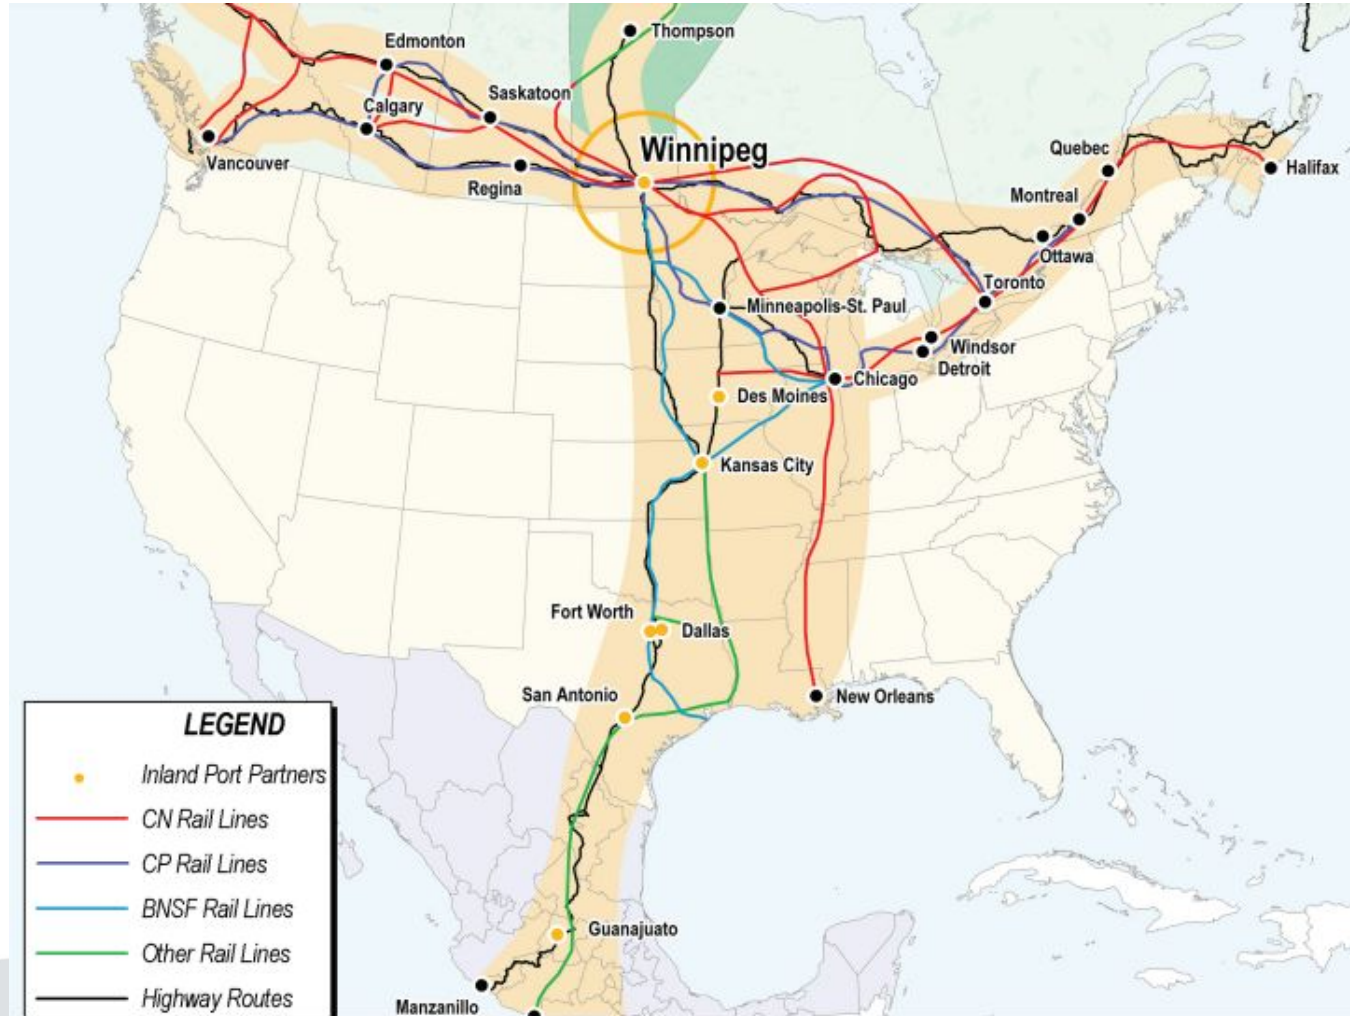 Thompson
Edmonton
Saskatoon
Calgary
Winnipeg
Vancouver
Regina
Quebec
Halifax
Montreal
Ottawa
Toronto
Minneapolis-St. Paul
Windsor
Detroit
Chicago
Des Moines
Kansas City
Fort Worth
Dallas
San Antonio
New Orleans
LEGEND
Inland Port Partners
CN Rail Lines
CP Rail Lines
BNSF Rail Lines
Other Rail Lines
Highway Routes
Guanajuato
Manzanillo